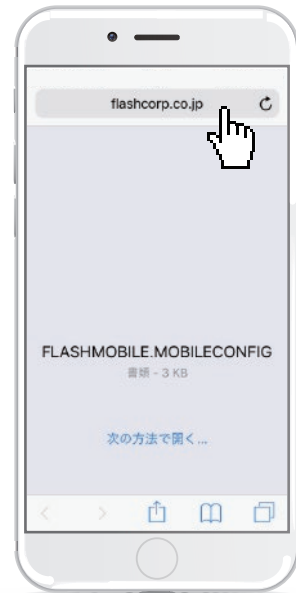 flashcorp.co.jp
FLASHMOBILE.MOBILECONFIG
書類 - 3 KB
次の方法で開く...